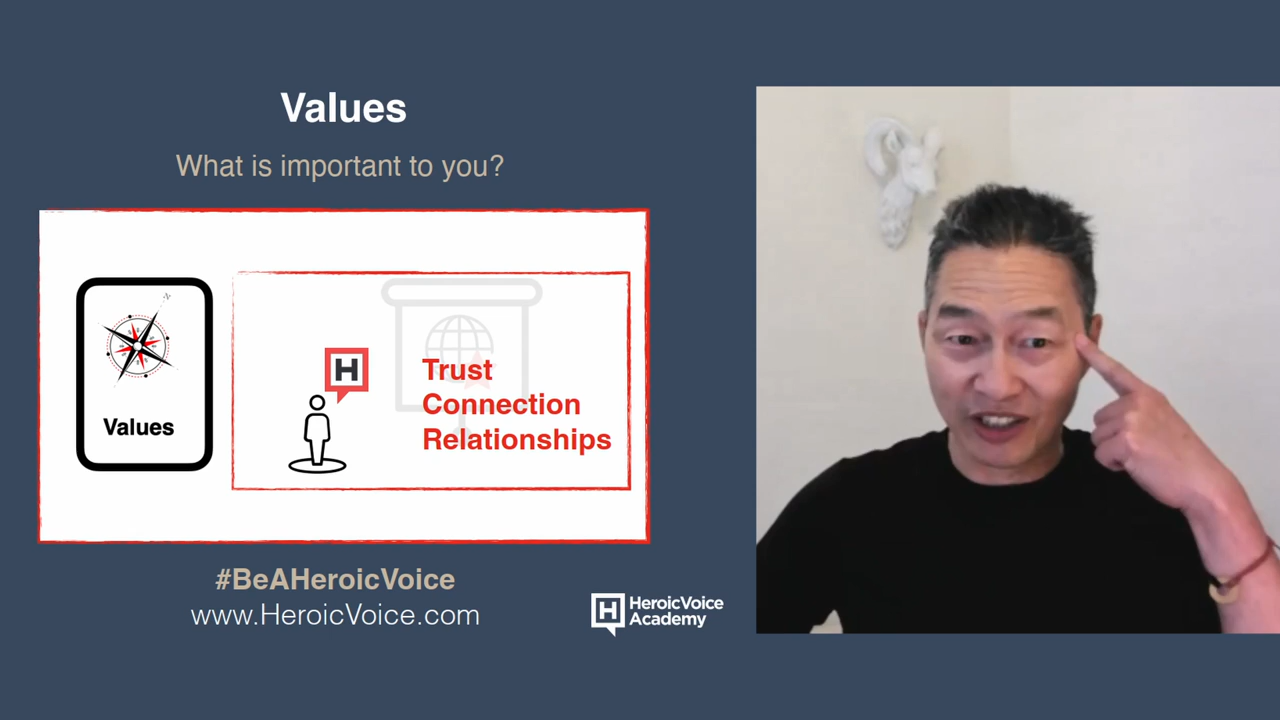 Values
What is important to you?
N
H
Values
Trust
Connection
Relationships
#BeAHeroicVoice
www.HeroicVoice.com
H HeroicVoice
Academy